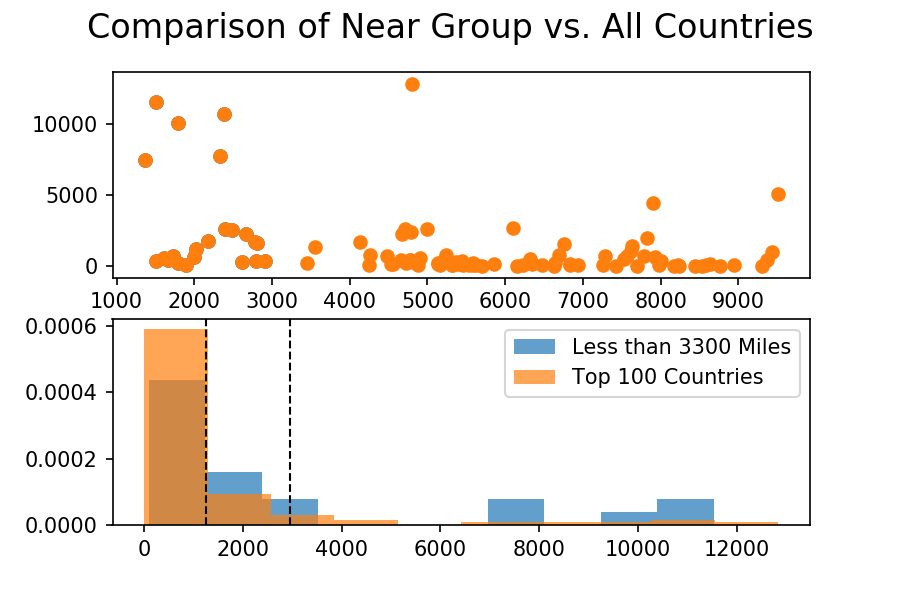 Comparison of Near Group vs. All Countries
10000
5000
0
1000 2000 3000 4000 5000 6000 7000 8000 9000
0.0006
0.0004
0.0002
0.0000
Less than 3300 Miles
Top 100 Countries
0 2000 4000 6000 8000 10000 12000